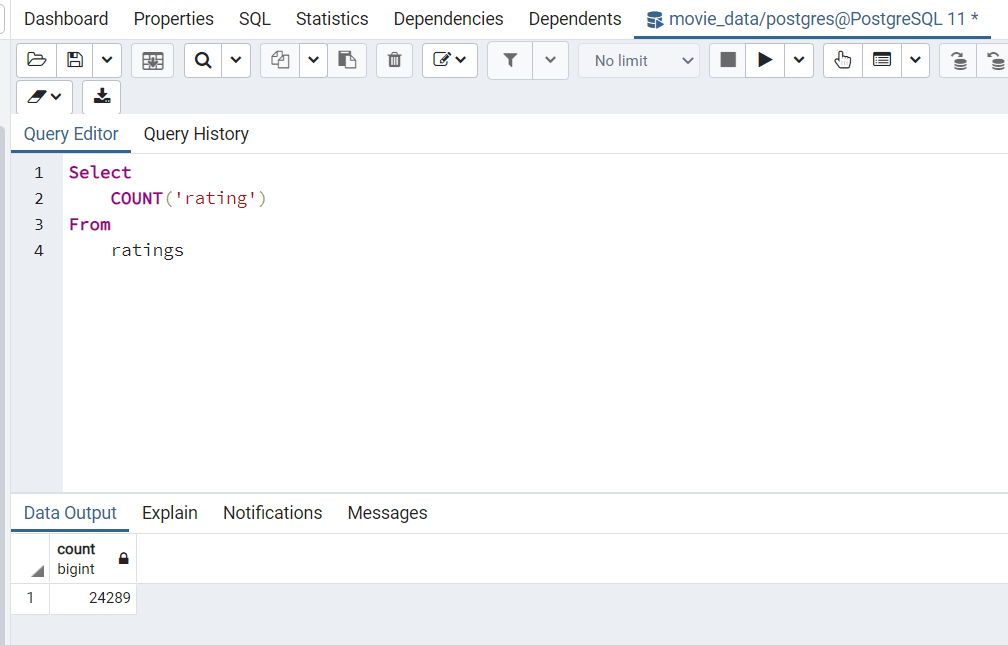 Dashboard Properties SQL Statistics Dependencies Dependents movie_data/postgres@PostgreSQL 11 *
No limit
Query Editor Query History
1 Select
2 COUNT('rating')
3 From
4 ratings
Data Output Explain Notifications Messages
count
bigint
1 24289